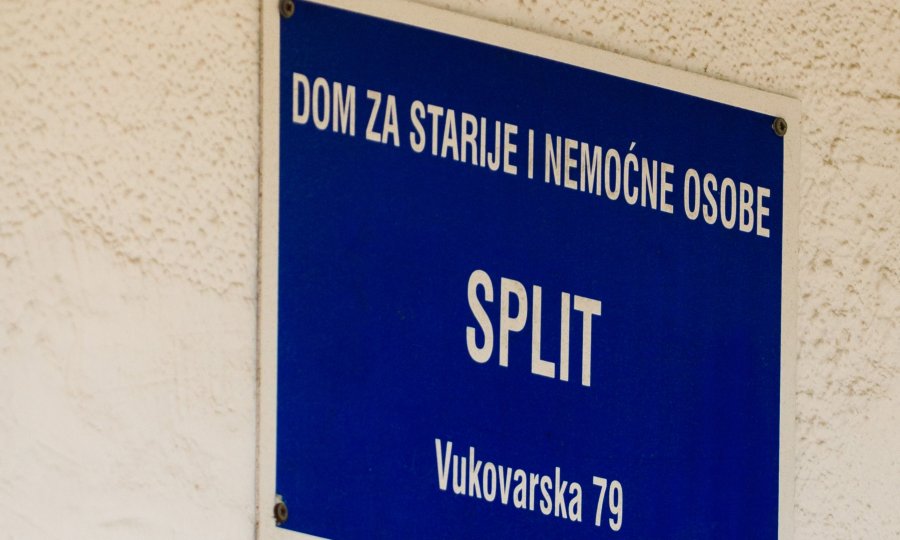 DOM ZA STARIJE I NEMOĆNE OSOBE
SPLIT
Vukovarska 79